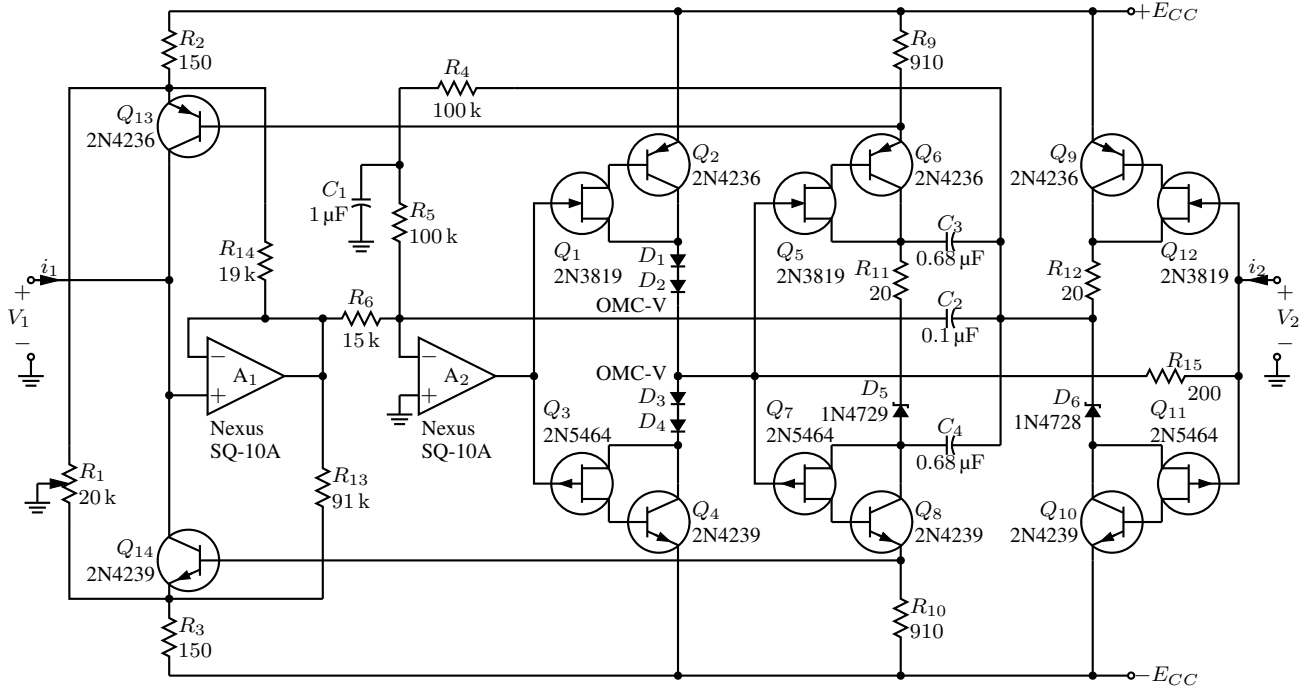 +E_CC
R_2
150
R_9
910
R_4
100 k
Q_13
2N4236
Q_2
2N4236
Q_6
2N4236
Q_9
2N4236
C_1
1 µF
R_5
100 k
R_14
19 k
Q_1
2N3819
D_1
D_2
OMC-V
Q_5
2N3819
C_3
0.68 µF
R_11
20
R_12
20
Q_12
2N3819
i_1
+
V_1
−
i_2
+
V_2
−
R_6
15 k
C_2
0.1 µF
−
+
A_1
Nexus
SQ-10A
−
+
A_2
Nexus
SQ-10A
OMC-V
D_3
D_4
R_15
200
D_5
1N4729
D_6
1N4728
Q_3
2N5464
Q_7
2N5464
C_4
0.68 µF
Q_11
2N5464
R_1
20 k
R_13
91 k
Q_14
2N4239
Q_4
2N4239
Q_8
2N4239
Q_10
2N4239
R_3
150
R_10
910
−E_CC